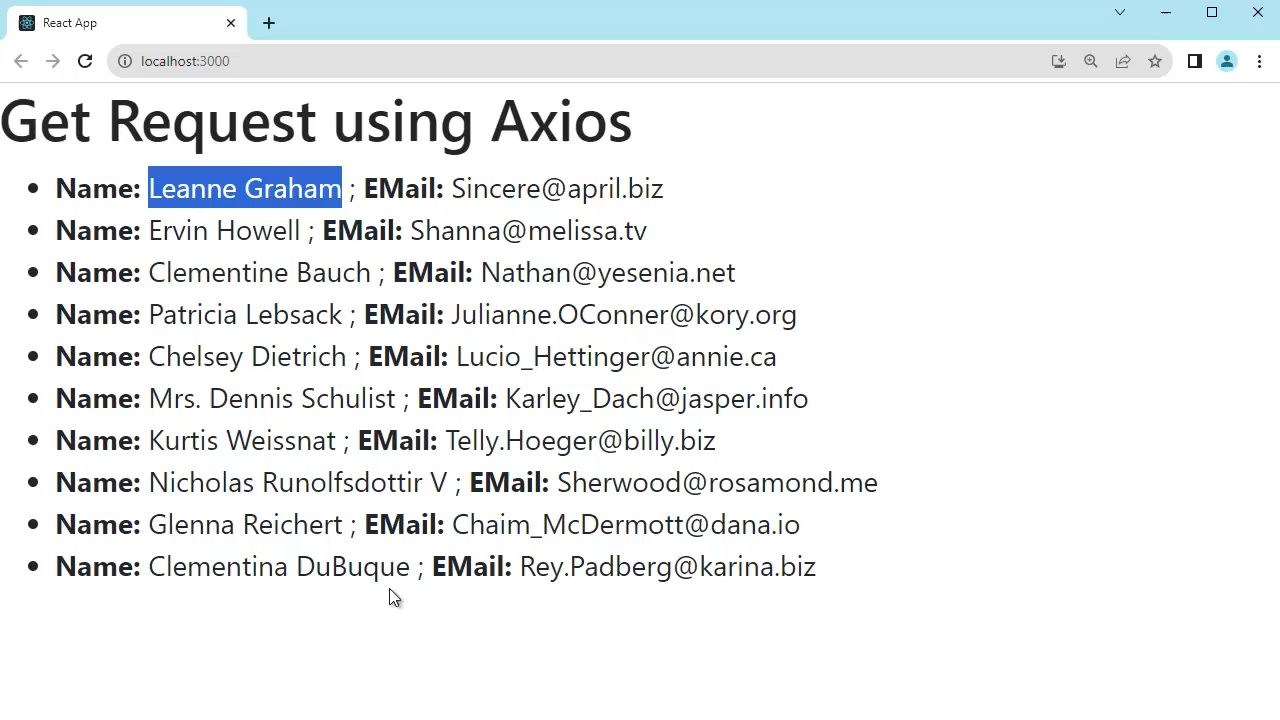 React App
localhost:3000
Get Request using Axios
Name: Leanne Graham ; EMail: Sincere@april.biz
Name: Ervin Howell ; EMail: Shanna@melissa.tv
Name: Clementine Bauch ; EMail: Nathan@yesenia.net
Name: Patricia Lebsack ; EMail: Julianne.OConner@kory.org
Name: Chelsey Dietrich ; EMail: Lucio_Hettinger@annie.ca
Name: Mrs. Dennis Schulist ; EMail: Karley_Dach@jasper.info
Name: Kurtis Weissnat ; EMail: Telly.Hoeger@billy.biz
Name: Nicholas Runolfsdottir V ; EMail: Sherwood@rosamond.me
Name: Glenna Reichert ; EMail: Chaim_McDermott@dana.io
Name: Clementina DuBuque ; EMail: Rey.Padberg@karina.biz